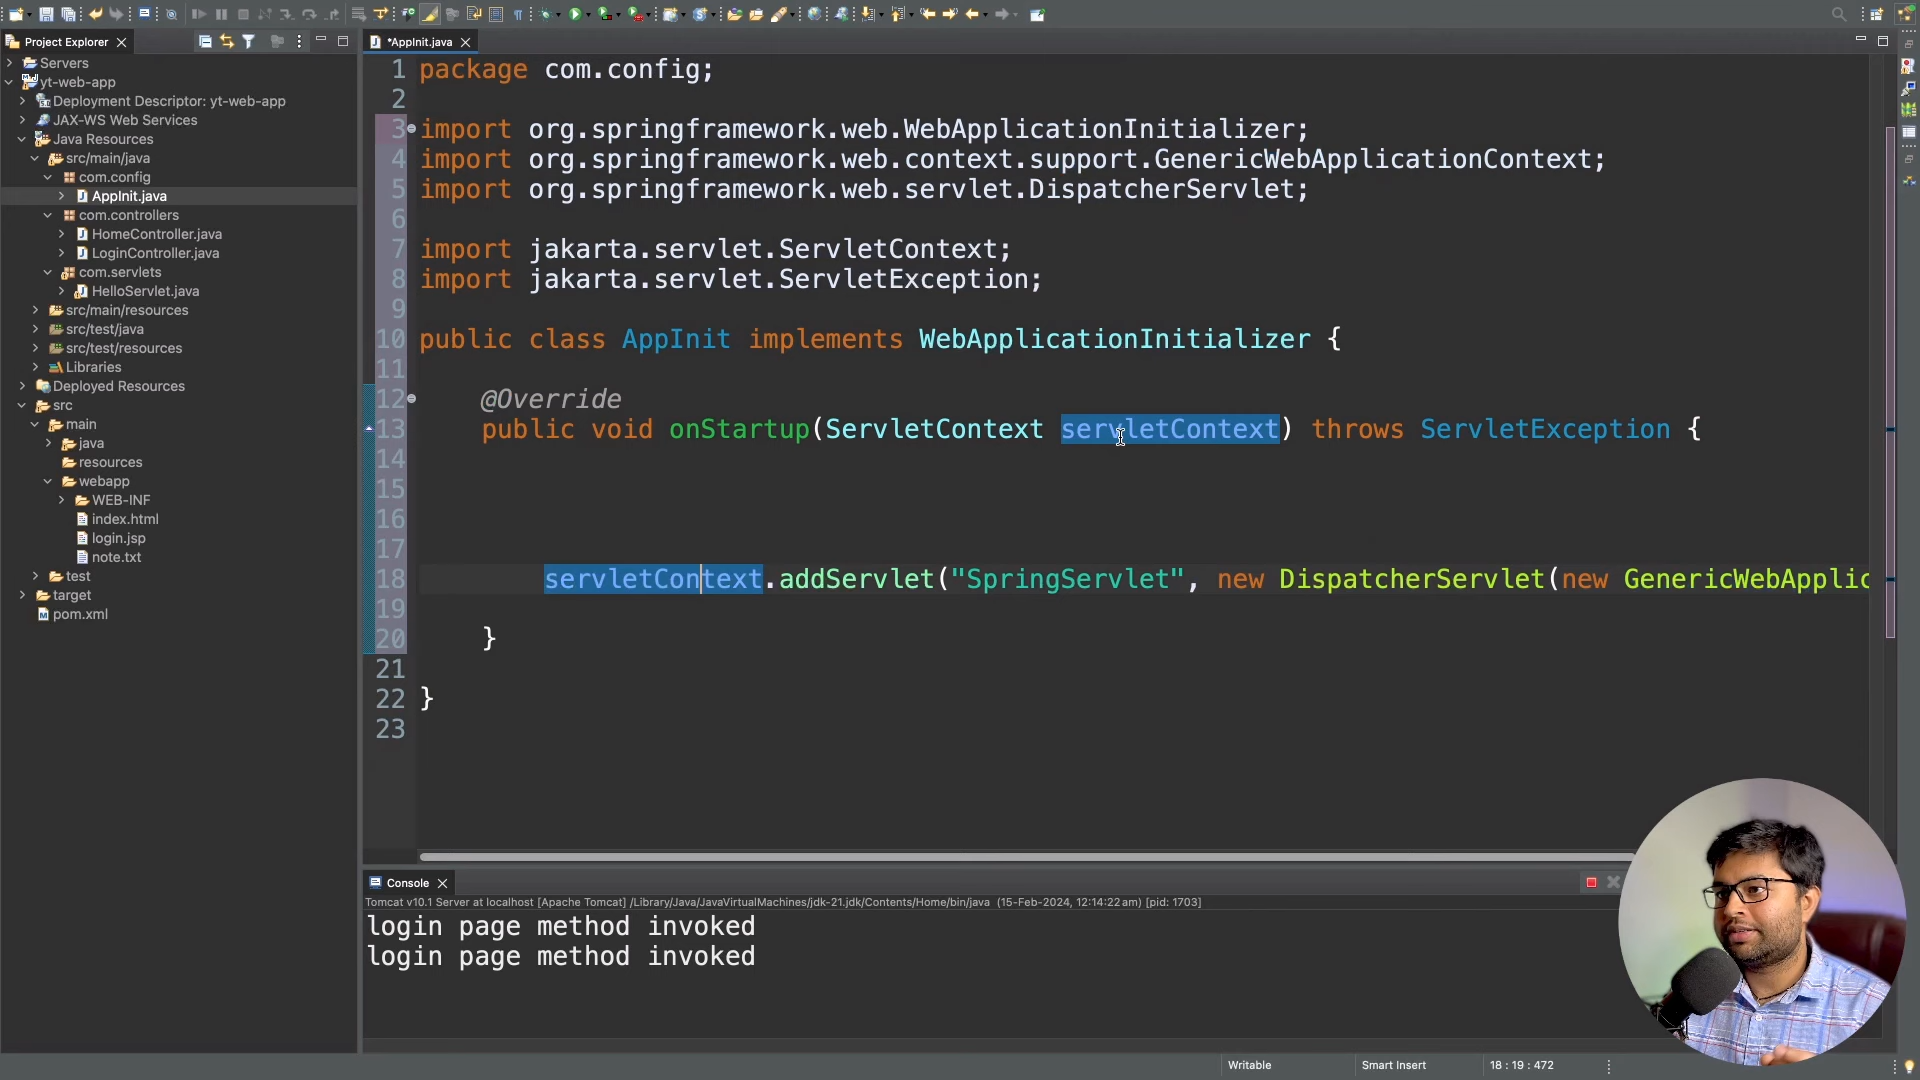 Project Explorer
Servers
yt-web-app
Deployment Descriptor: yt-web-app
JAX-WS Web Services
Java Resources
src/main/java
com.config
AppInit.java
com.controllers
HomeController.java
LoginController.java
com.servlets
HelloServlet.java
src/main/resources
src/test/java
src/test/resources
Libraries
Deployed Resources
src
main
java
resources
webapp
WEB-INF
index.html
login.jsp
note.txt
test
target
pom.xml
*AppInit.java
1 package com.config;
2
3 import org.springframework.web.WebApplicationInitializer;
4 import org.springframework.web.context.support.GenericWebApplicationContext;
5 import org.springframework.web.servlet.DispatcherServlet;
6
7 import jakarta.servlet.ServletContext;
8 import jakarta.servlet.ServletException;
9
10 public class AppInit implements WebApplicationInitializer {
11
12 @Override
13 public void onStartup(ServletContext servletContext) throws ServletException {
14
15
16
17
18 servletContext.addServlet("SpringServlet", new DispatcherServlet(new GenericWebApplic
19
20 }
21
22 }
23
Console
Tomcat v10.1 Server at localhost [Apache Tomcat] /Library/Java/JavaVirtualMachines/jdk-21.jdk/Contents/Home/bin/java (15-Feb-2024, 12:14:22 am) [pid: 1703]
login page method invoked
login page method invoked
Writable
Smart Insert
18 : 19 : 472